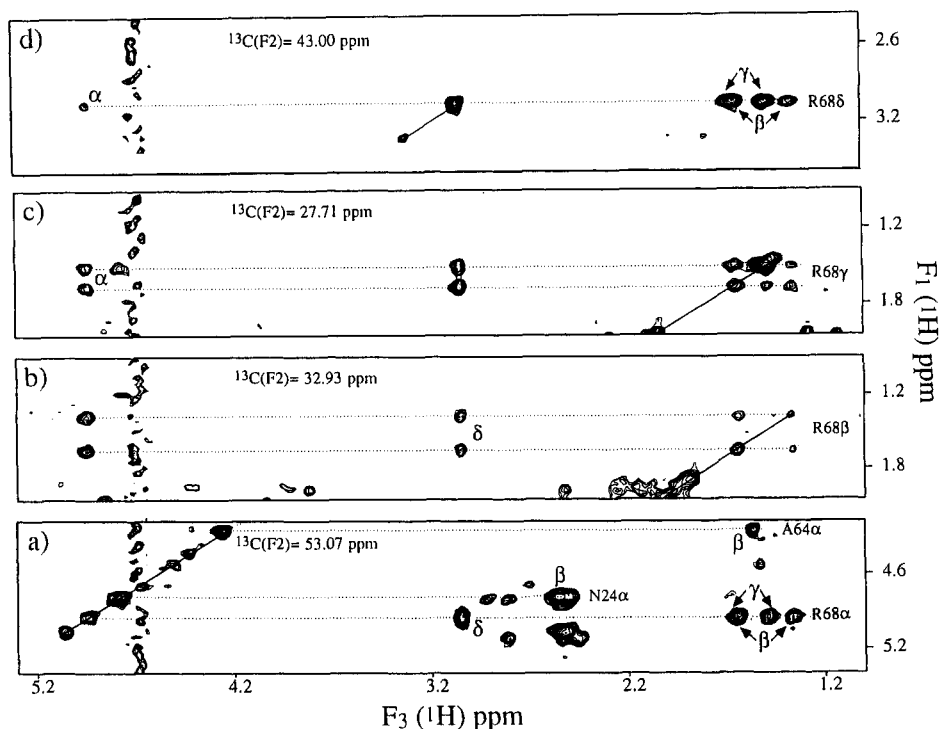 d)
¹³C(F2)= 43.00 ppm
2.6
α
γ
R68δ
β
3.2
c)
¹³C(F2)= 27.71 ppm
1.2
α
R68γ
1.8
b)
¹³C(F2)= 32.93 ppm
1.2
δ
R68β
1.8
F₁ (¹H) ppm
a)
¹³C(F2)= 53.07 ppm
β
A64α
4.6
β
N24α
γ
R68α
δ
β
5.2
5.2 4.2 3.2 2.2 1.2
F₃ (¹H) ppm